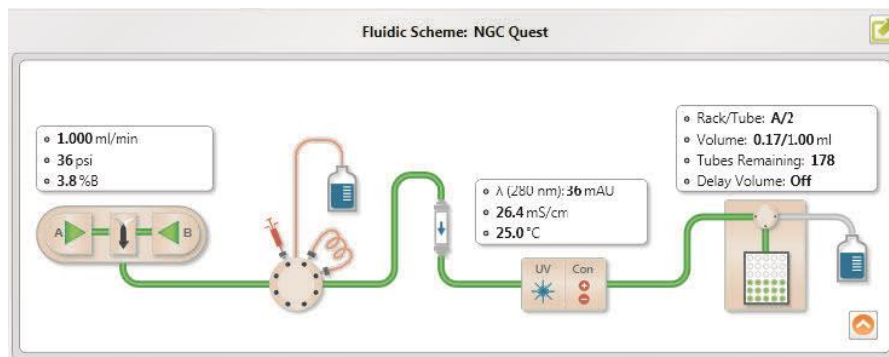 Fluidic Scheme: NGC Quest
1.000 ml/min
36 psi
3.8 %B
A
B
λ (280 nm): 36 mAU
26.4 mS/cm
25.0 °C
UV
Con
Rack/Tube: A/2
Volume: 0.17/1.00 ml
Tubes Remaining: 178
Delay Volume: Off